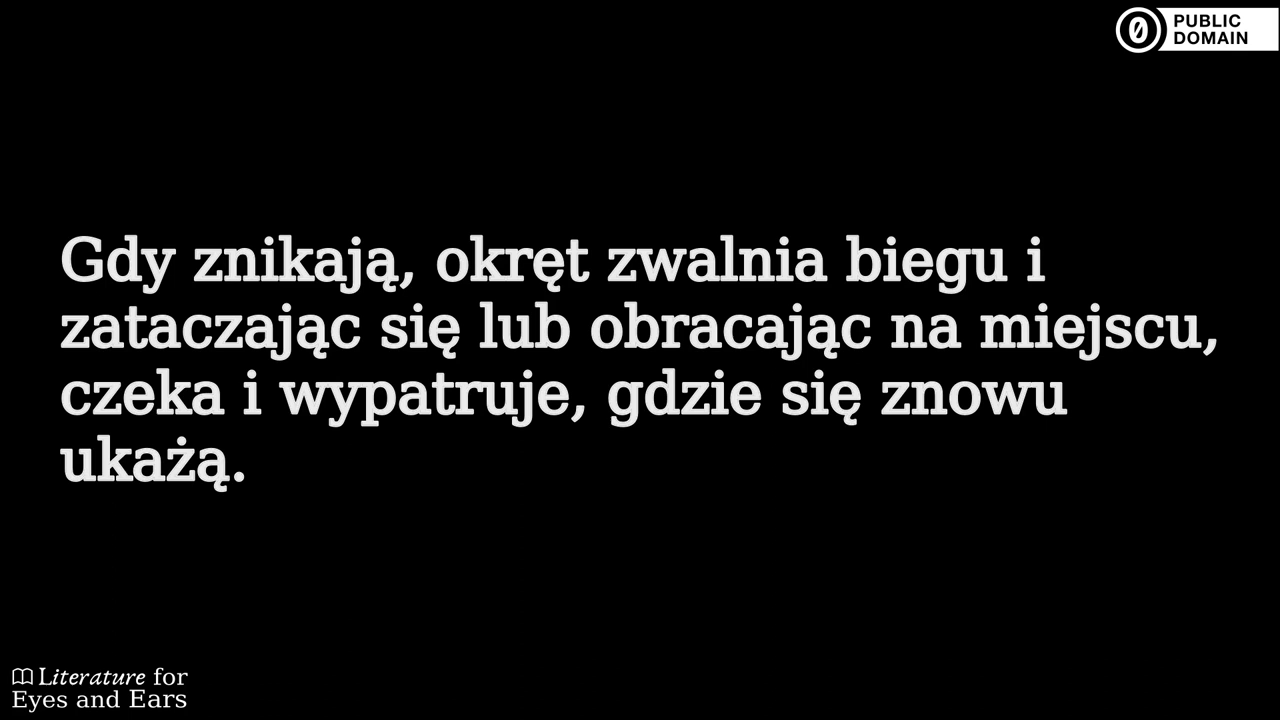 PUBLIC
DOMAIN
Gdy znikają, okręt zwalnia biegu i
zataczając się lub obracając na miejscu,
czeka i wypatruje, gdzie się znowu
ukażą.
Literature for
Eyes and Ears